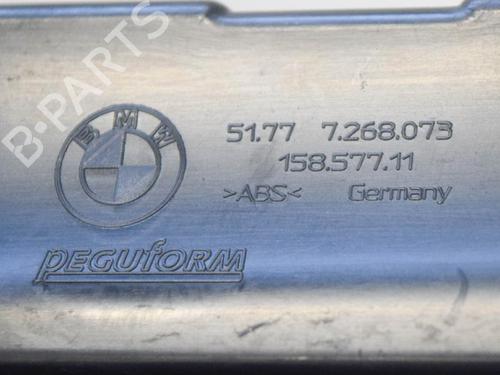 B-PARTS
BMW
51.77 7.268.073
158.577.11
>ABS< Germany
PEGUFORM